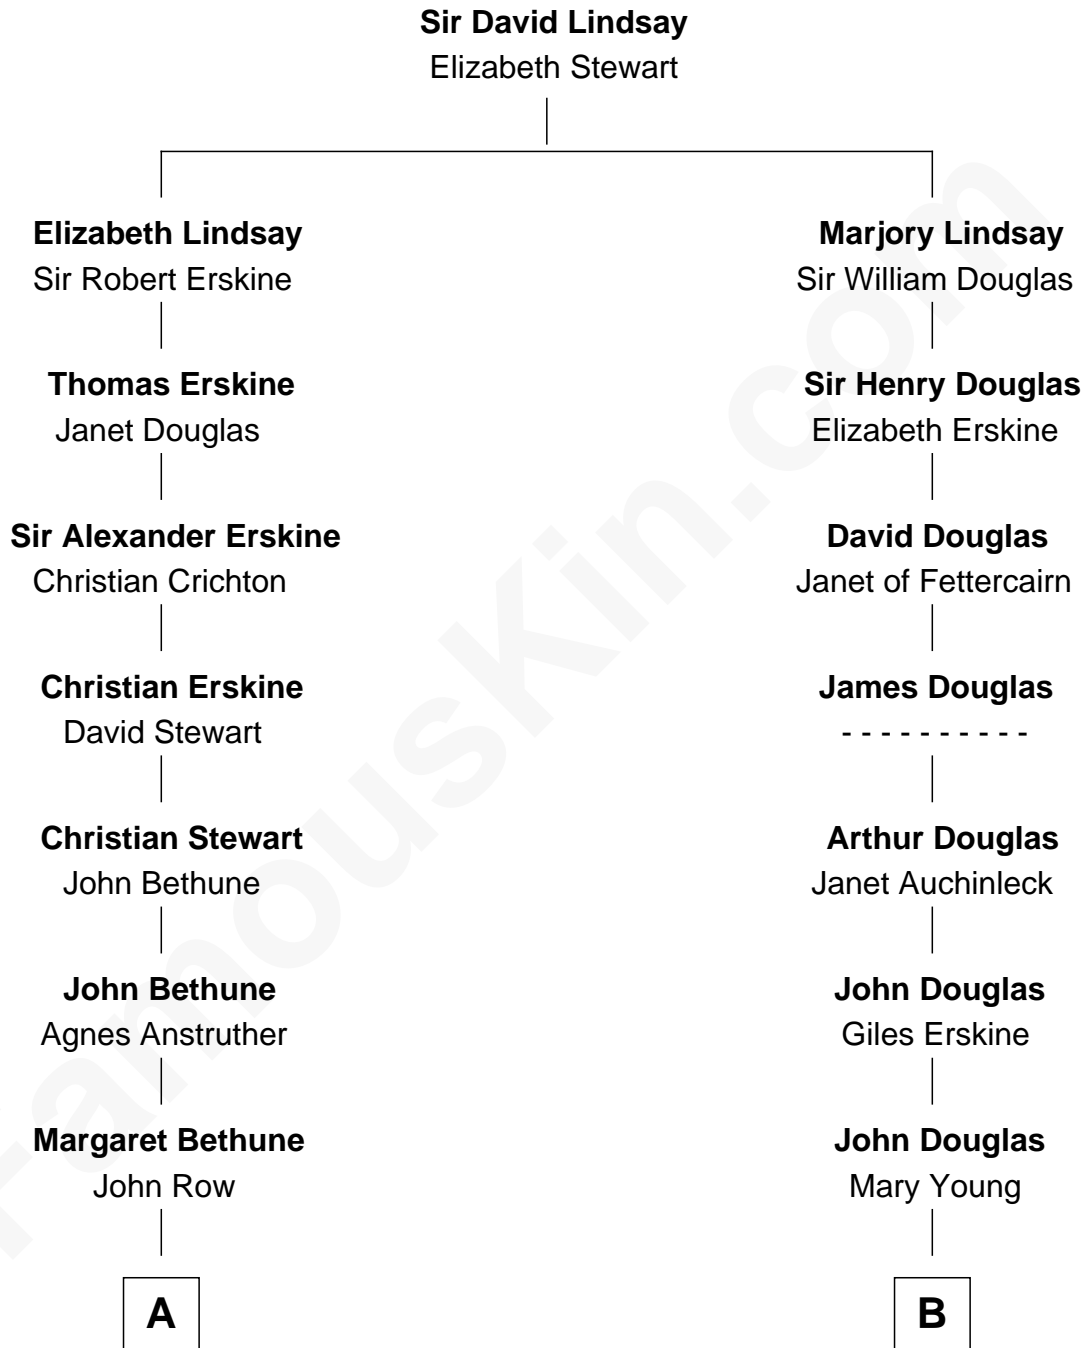 Sir David Lindsay
Elizabeth Stewart
Elizabeth Lindsay
Sir Robert Erskine
Marjory Lindsay
Sir William Douglas
Thomas Erskine
Janet Douglas
Sir Henry Douglas
Elizabeth Erskine
Sir Alexander Erskine
Christian Crichton
David Douglas
Janet of Fettercairn
Christian Erskine
David Stewart
James Douglas
- - - - - - - - - -
Christian Stewart
John Bethune
Arthur Douglas
Janet Auchinleck
John Bethune
Agnes Anstruther
John Douglas
Giles Erskine
Margaret Bethune
John Row
John Douglas
Mary Young
A
B
FamousKin.com